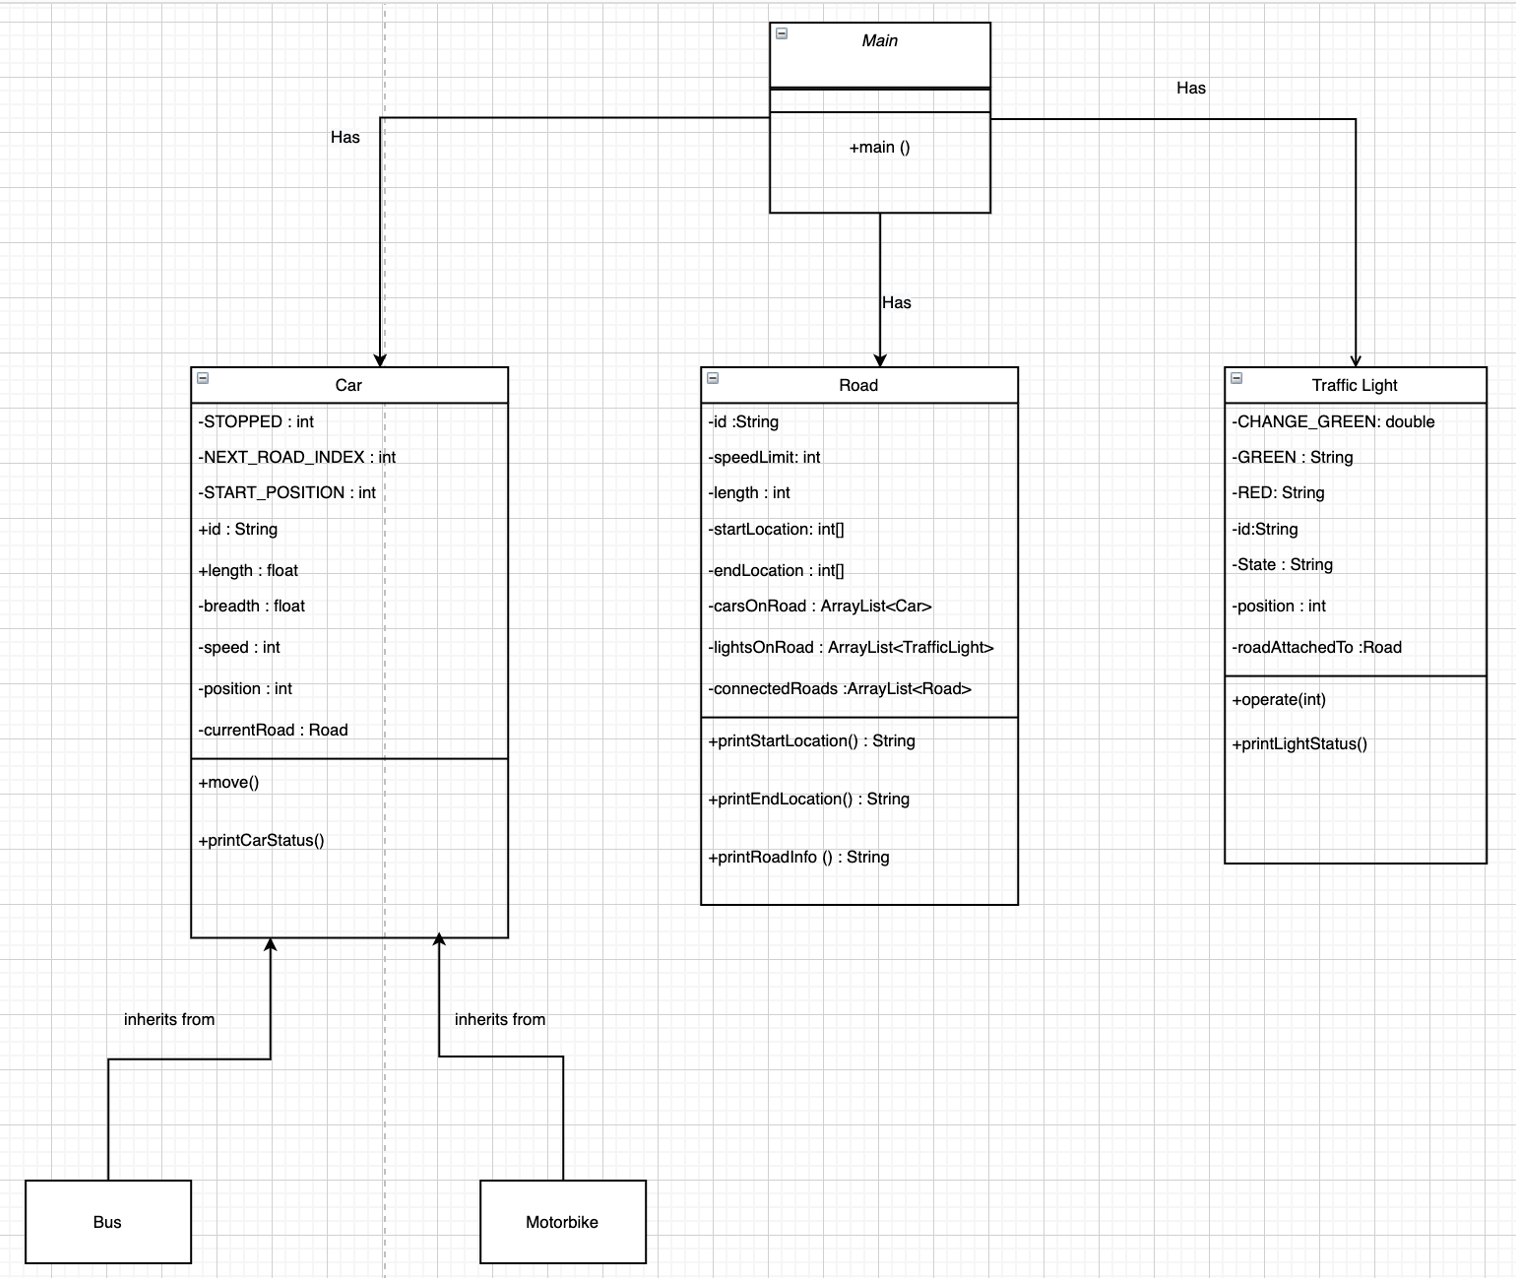 Main
+main ()
Has
Has
Has
Car
-STOPPED : int
-NEXT_ROAD_INDEX : int
-START_POSITION : int
+id : String
+length : float
-breadth : float
-speed : int
-position : int
-currentRoad : Road
+move()
+printCarStatus()
Road
-id :String
-speedLimit: int
-length : int
-startLocation: int[]
-endLocation : int[]
-carsOnRoad : ArrayList<Car>
-lightsOnRoad : ArrayList<TrafficLight>
-connectedRoads :ArrayList<Road>
+printStartLocation() : String
+printEndLocation() : String
+printRoadInfo () : String
Traffic Light
-CHANGE_GREEN: double
-GREEN : String
-RED: String
-id:String
-State : String
-position : int
-roadAttachedTo :Road
+operate(int)
+printLightStatus()
inherits from
inherits from
Bus
Motorbike